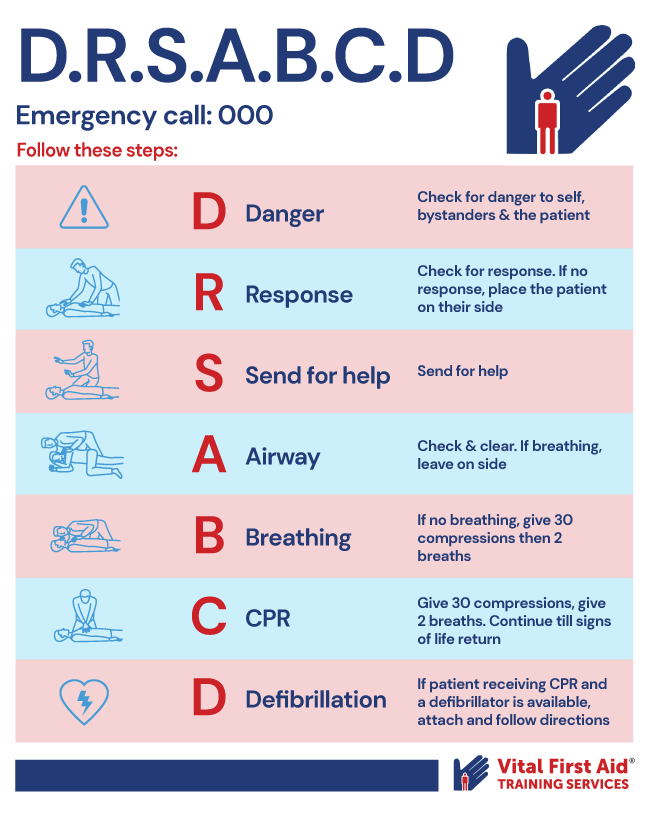 D.R.S.A.B.C.D
Emergency call: 000
Follow these steps:
D
Danger
Check for danger to self,
bystanders & the patient
R
Response
Check for response. If no
response, place the patient
on their side
S
Send for help
Send for help
A
Airway
Check & clear. If breathing,
leave on side
B
Breathing
If no breathing, give 30
compressions then 2
breaths
C
CPR
Give 30 compressions, give
2 breaths. Continue till signs
of life return
D
Defibrillation
If patient receiving CPR and
a defibrillator is available,
attach and follow directions
Vital First Aid®
TRAINING SERVICES